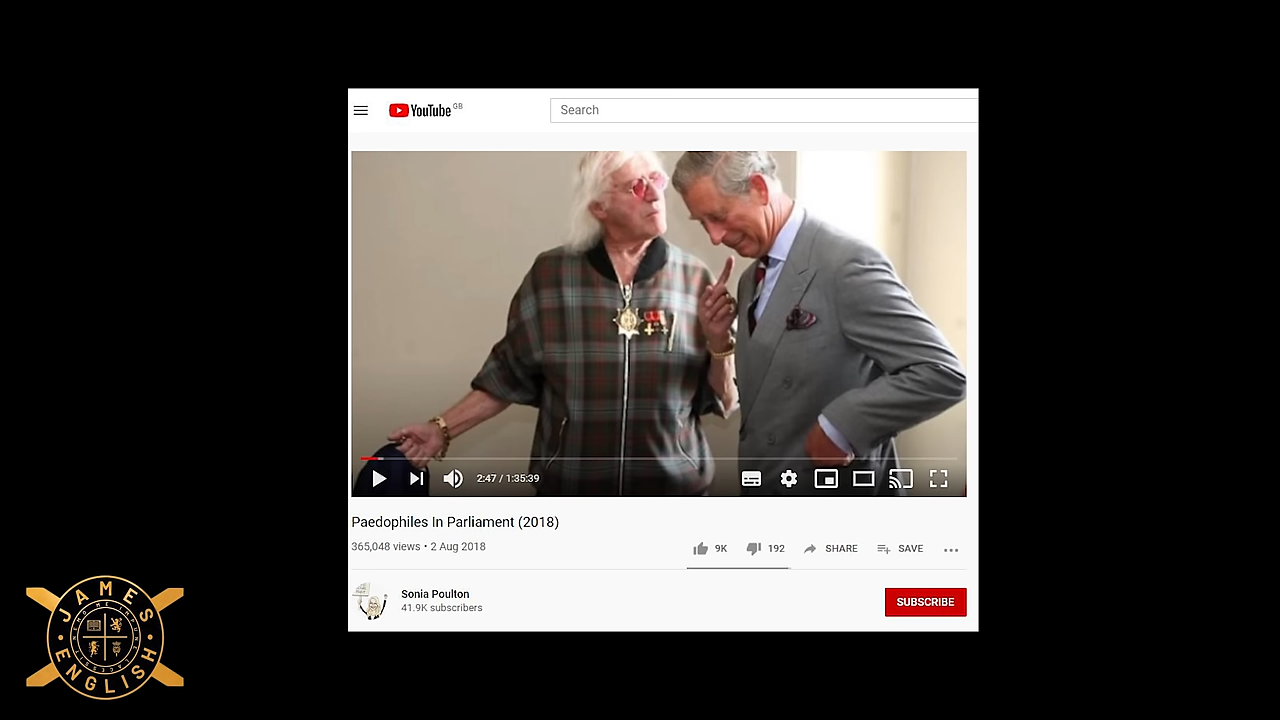 YouTube GB
Search
2:47 / 1:35:39
Paedophiles In Parliament (2018)
365,048 views • 2 Aug 2018
9K
192
SHARE
SAVE
Sonia Poulton
41.9K subscribers
SUBSCRIBE
JAMES
ENGLISH